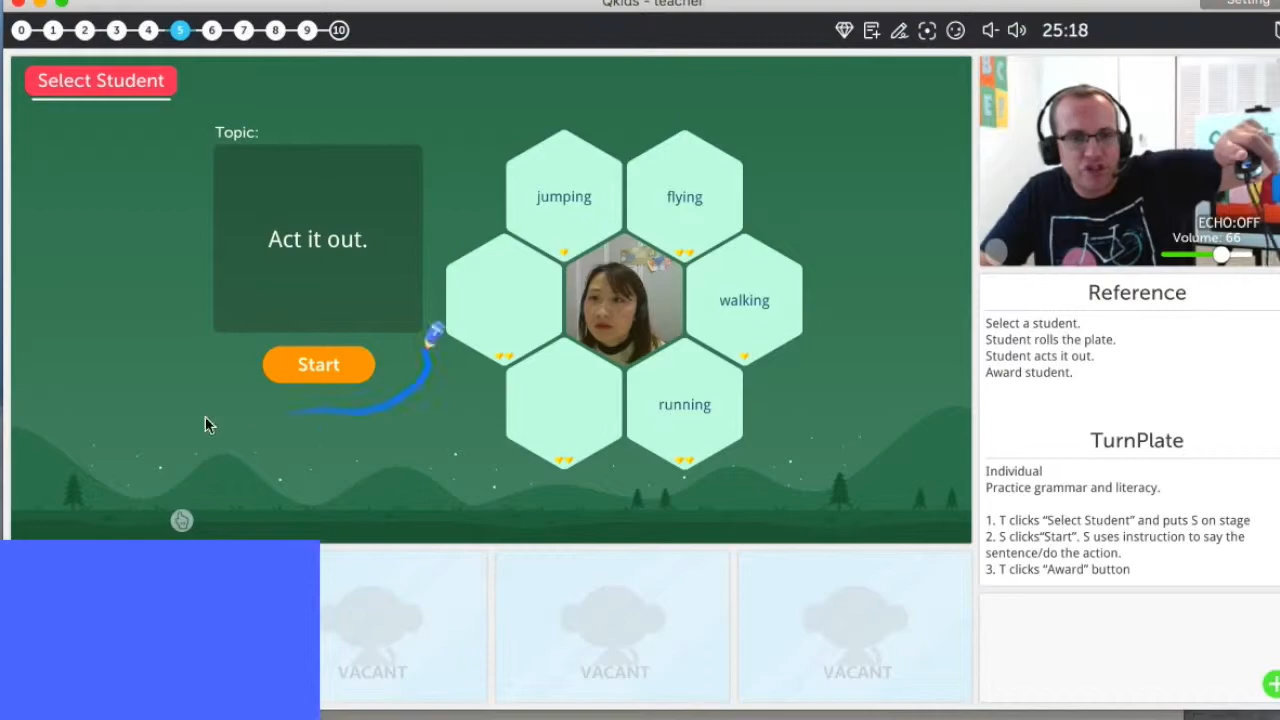 Qkids - teacher
Setting
0 1 2 3 4 5 6 7 8 9 10
25:18
Select Student
Topic:
Act it out.
Start
jumping
flying
walking
running
ECHO:OFF
Volume: 66
Reference
Select a student.
Student rolls the plate.
Student acts it out.
Award student.
TurnPlate
Individual
Practice grammar and literacy.
1. T clicks “Select Student” and puts S on stage
2. S clicks“Start”. S uses instruction to say the
sentence/do the action.
3. T clicks “Award” button
VACANT
VACANT
VACANT